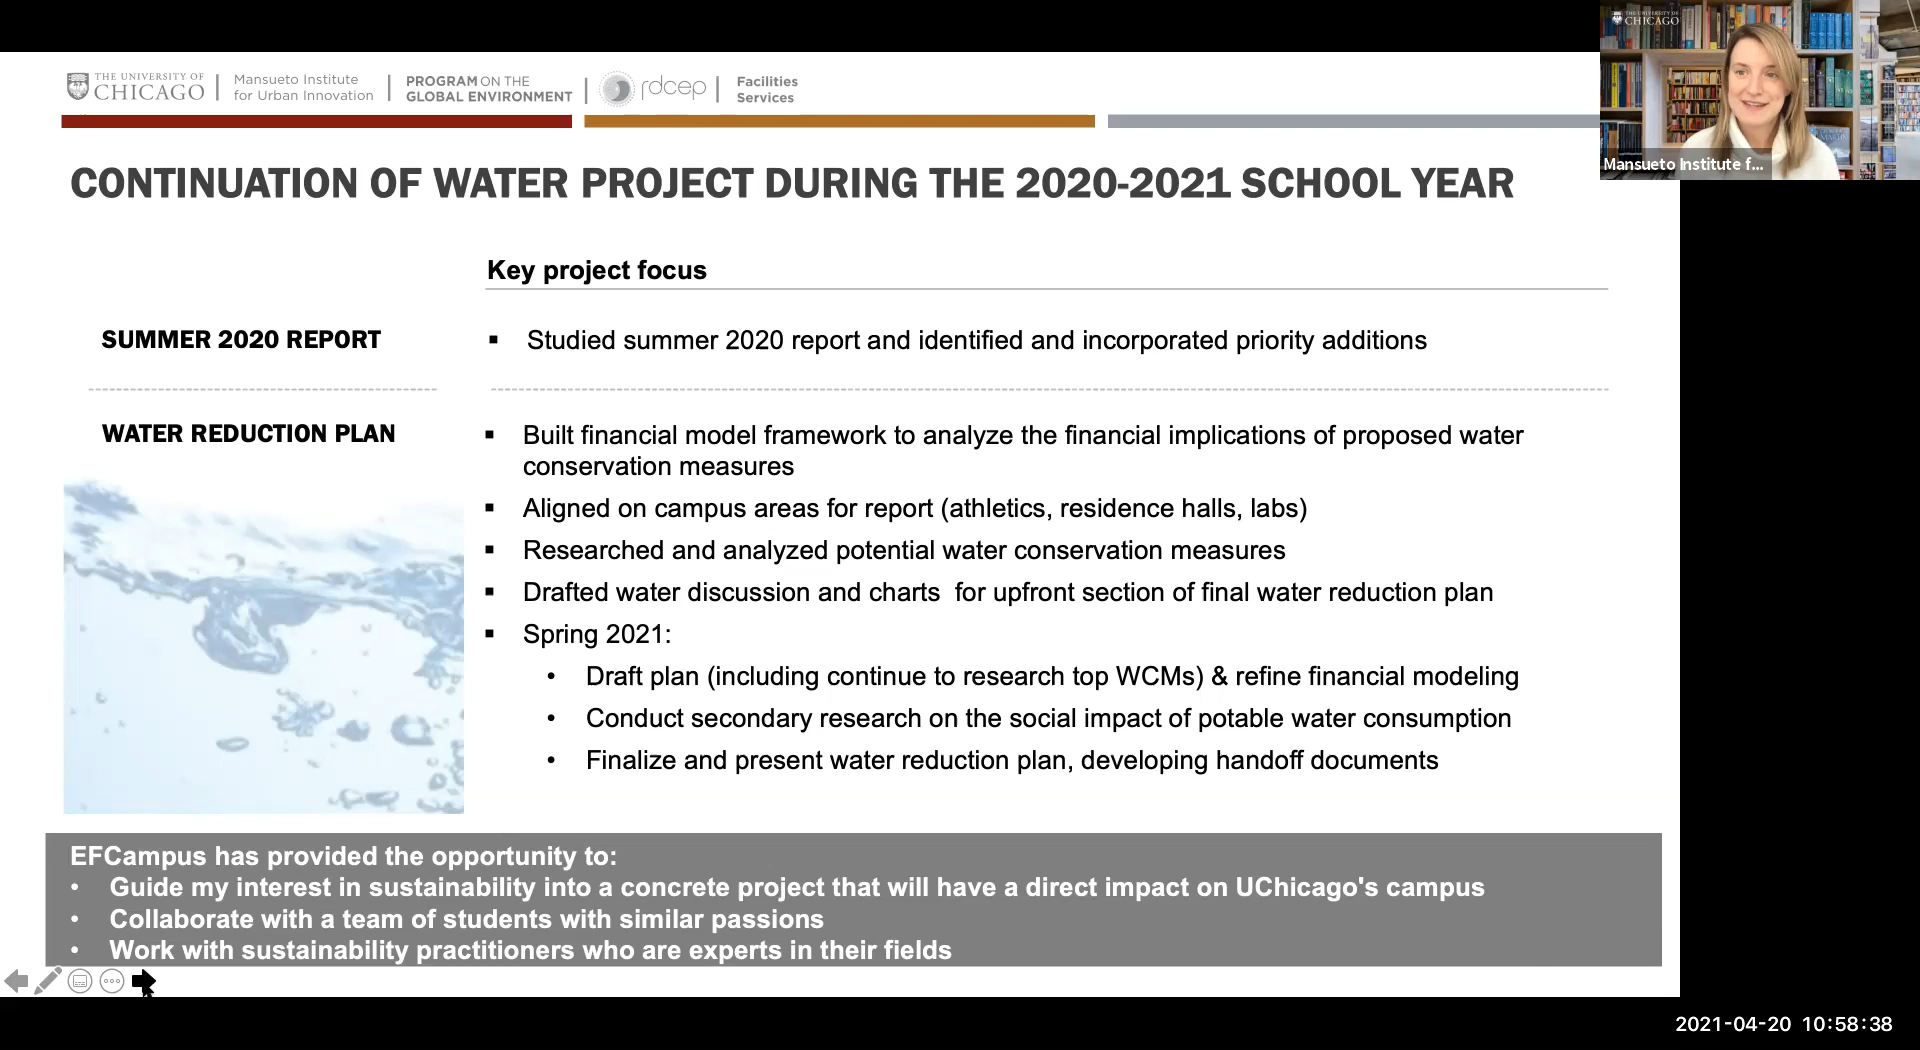 THE UNIVERSITY OF
CHICAGO
Mansueto Institute
for Urban Innovation
PROGRAM ON THE
GLOBAL ENVIRONMENT
rdcep
Facilities
Services
THE UNIVERSITY OF
CHICAGO
Mansueto Institute f...
CONTINUATION OF WATER PROJECT DURING THE 2020-2021 SCHOOL YEAR
Key project focus
SUMMER 2020 REPORT
▪ Studied summer 2020 report and identified and incorporated priority additions
WATER REDUCTION PLAN
▪ Built financial model framework to analyze the financial implications of proposed water
conservation measures
▪ Aligned on campus areas for report (athletics, residence halls, labs)
▪ Researched and analyzed potential water conservation measures
▪ Drafted water discussion and charts  for upfront section of final water reduction plan
▪ Spring 2021:
• Draft plan (including continue to research top WCMs) & refine financial modeling
• Conduct secondary research on the social impact of potable water consumption
• Finalize and present water reduction plan, developing handoff documents
EFCampus has provided the opportunity to:
• Guide my interest in sustainability into a concrete project that will have a direct impact on UChicago's campus
• Collaborate with a team of students with similar passions
• Work with sustainability practitioners who are experts in their fields
2021-04-20 10:58:38